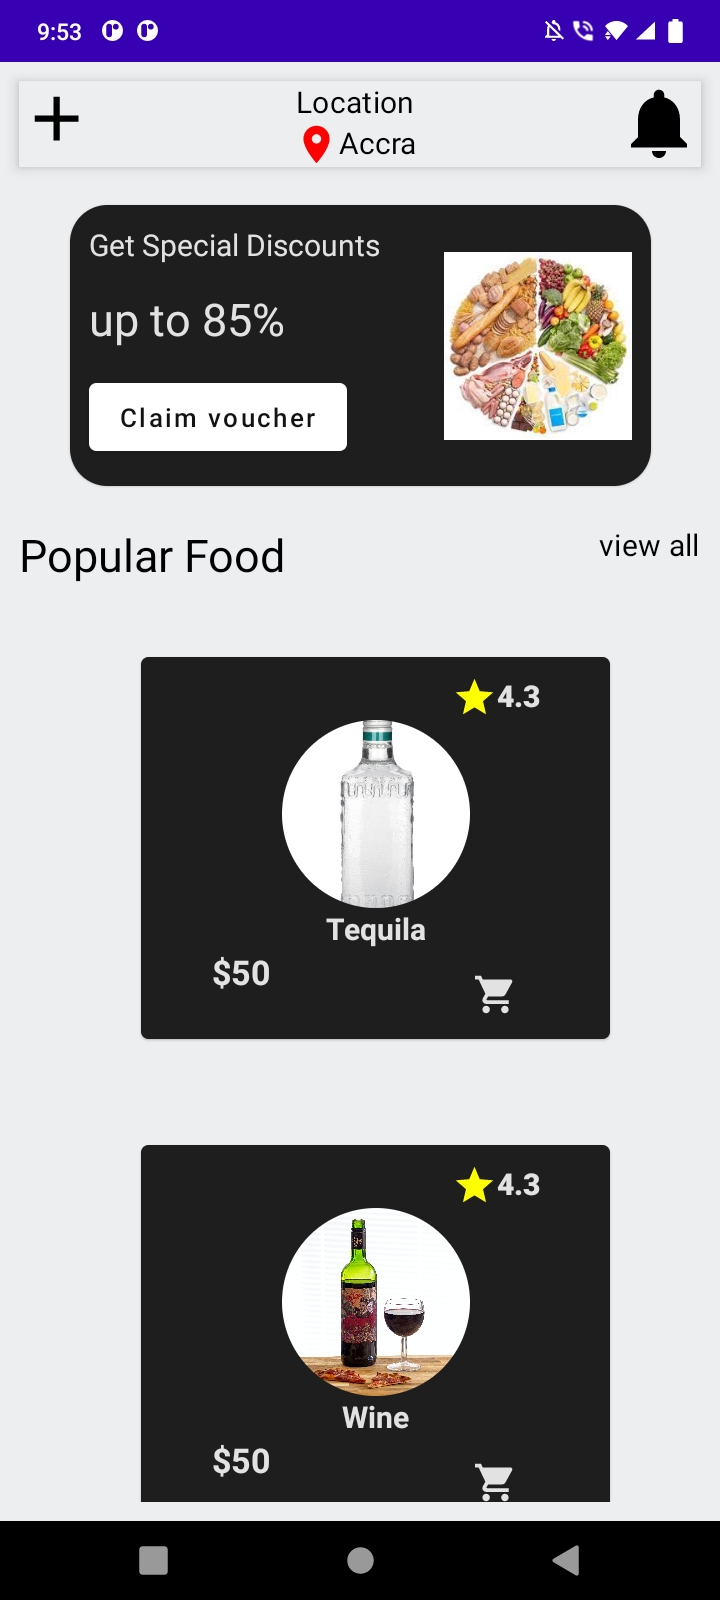 9:53
Location
Accra
Get Special Discounts
up to 85%
Claim voucher
Popular Food
view all
4.3
Tequila
$50
4.3
Wine
$50